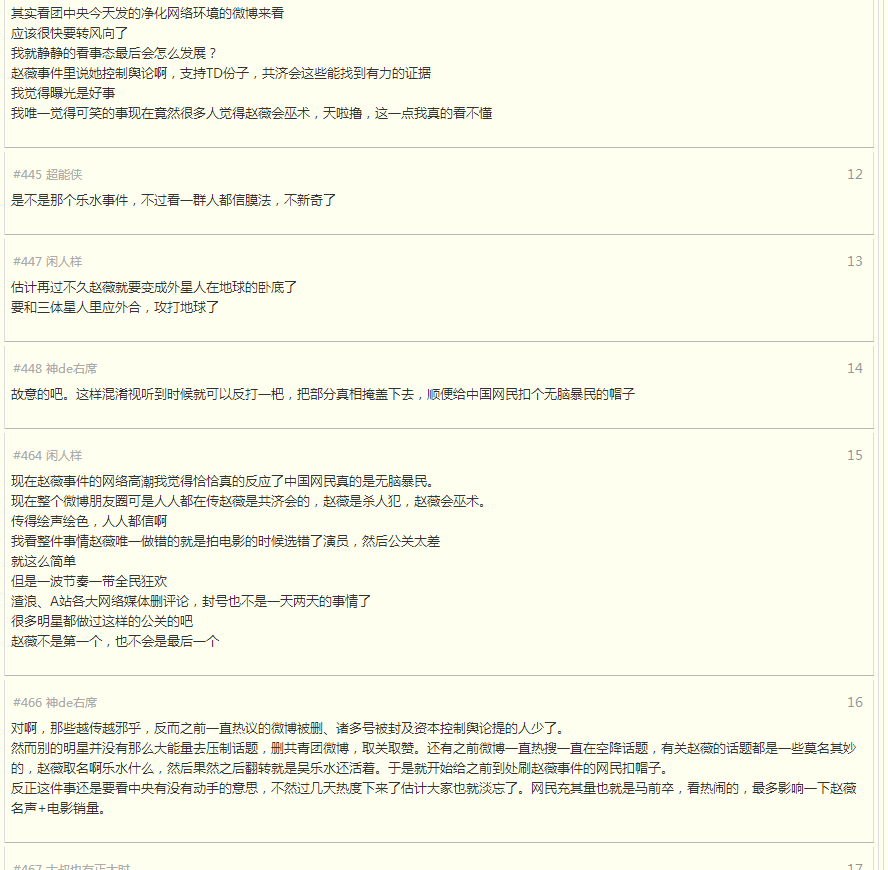 其实看团中央今天发的净化网络环境的微博来看
应该很快要转风向了
我就静静的看事态最后会怎么发展？
赵薇事件里说她控制舆论啊，支持TD份子，共济会这些能找到有力的证据
我觉得曝光是好事
我唯一觉得可笑的事现在竟然很多人觉得赵薇会巫术，天啦撸，这一点我真的看不懂
#445 超能侠 12
是不是那个乐水事件，不过看一群人都信膜法，不新奇了
#447 闲人样 13
估计再过不久赵薇就要变成外星人在地球的卧底了
要和三体星人里应外合，攻打地球了
#448 神de右席 14
故意的吧。这样混淆视听到时候就可以反打一杷，把部分真相掩盖下去，顺便给中国网民扣个无脑暴民的帽子
#464 闲人样 15
现在赵薇事件的网络高潮我觉得恰恰真的反应了中国网民真的是无脑暴民。
现在整个微博朋友圈可是人人都在传赵薇是共济会的，赵薇是杀人犯，赵薇会巫术。
传得绘声绘色，人人都信啊
我看整件事情赵薇唯一做错的就是拍电影的时候选错了演员，然后公关太差
就这么简单
但是一波节奏一带全民狂欢
渣浪、A站各大网络媒体删评论，封号也不是一天两天的事情了
很多明星都做过这样的公关的吧
赵薇不是第一个，也不会是最后一个
#466 神de右席 16
对啊，那些越传越邪乎，反而之前一直热议的微博被删、诸多号被封及资本控制舆论提的人少了。
然而别的明星并没有那么大能量去压制话题，删共青团微博，取关取赞。还有之前微博一直热搜一直在空降话题，有关赵薇的话题都是一些莫名其妙
的，赵薇取名啊乐水什么，然后果然之后翻转就是吴乐水还活着。于是就开始给之前到处刷赵薇事件的网民扣帽子。
反正这件事还是要看中央有没有动手的意思，不然过几天热度下来了估计大家也就淡忘了。网民充其量也就是马前卒，看热闹的，最多影响一下赵薇
名声+电影销量。
#467 大叔也有正太时 17